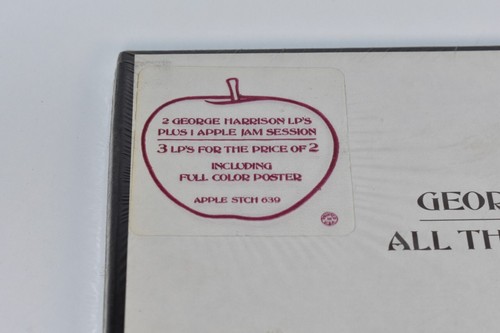 2 GEORGE HARRISON LP'S
PLUS 1 APPLE JAM SESSION
3 LP'S FOR THE PRICE OF 2
INCLUDING
FULL COLOR POSTER
APPLE STCH 639
GEOR
ALL TH